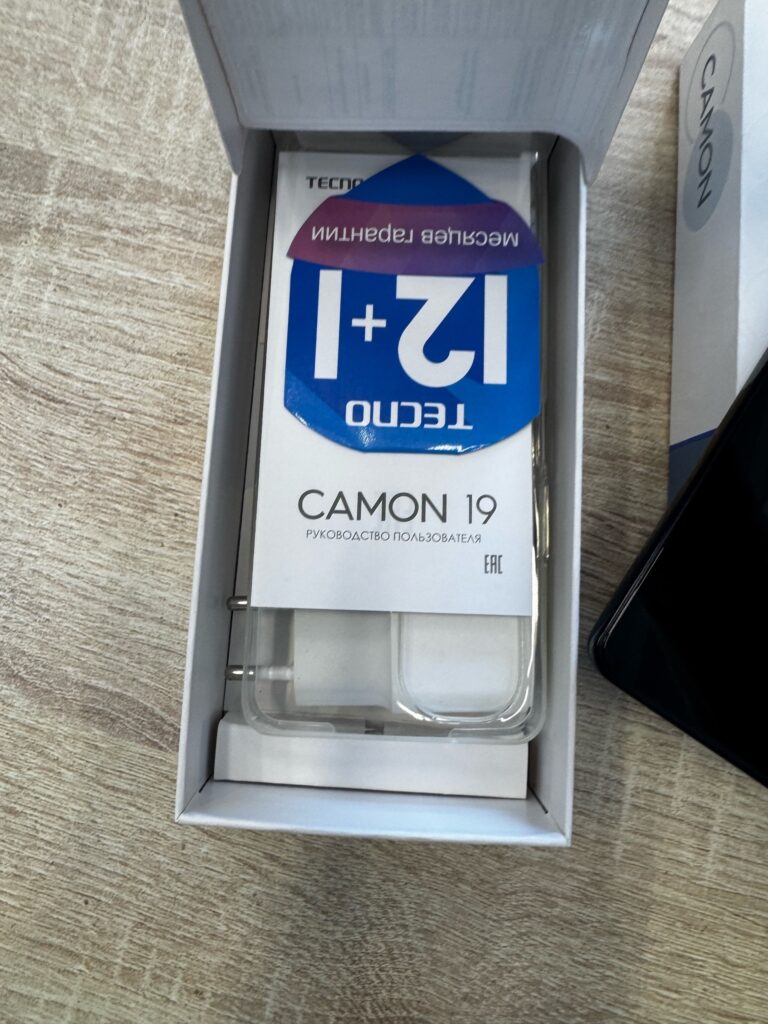 TECNO
месяцев гарантии
12+1
TECNO
CAMON 19
РУКОВОДСТВО ПОЛЬЗОВАТЕЛЯ
EAC
CAMON